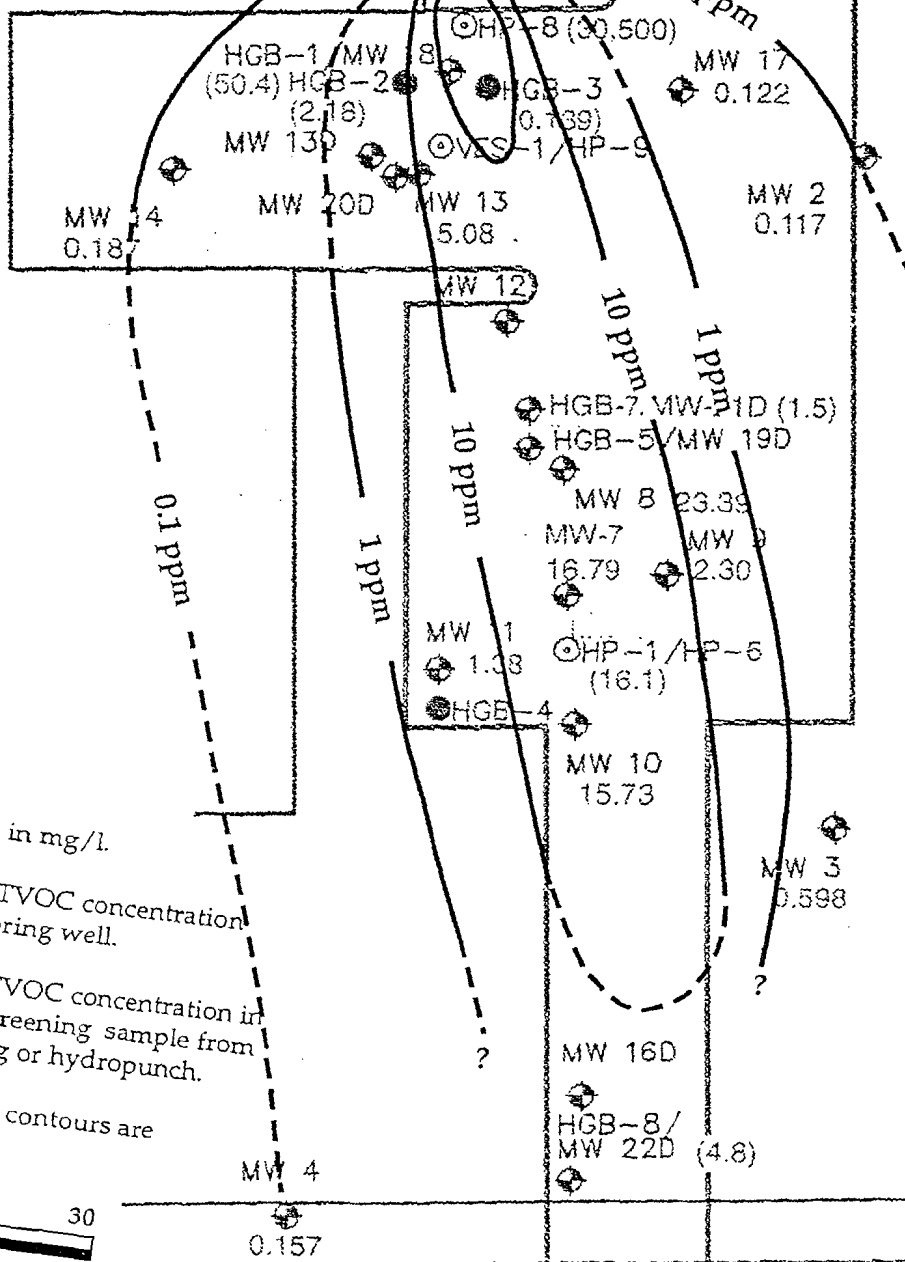 ppm
HP-8 (30,500)
HGB-1/MW 18
(50.4) HGB-2
(2.18)
HGB-3
(0.139)
MW 17
0.122
MW 13D
VES-1/HP-9
MW 14
0.187
MW 20D
MW 13
5.08
MW 2
0.117
MW 12
10 ppm
1 ppm
HGB-7/MW-21D (1.5)
HGB-5/MW 19D
10 ppm
MW 8 23.39
0.1 ppm
1 ppm
MW-7
16.79
MW 9
2.30
MW 11
1.38
HP-1/HP-6
(16.1)
HGB-4
MW 10
15.73
in mg/l.
MW 3
0.598
TVOC concentration
ring well.
?
TVOC concentration in
reening sample from
g or hydropunch.
?
MW 16D
contours are
HGB-8/
MW 22D (4.8)
MW 4
0.157
30